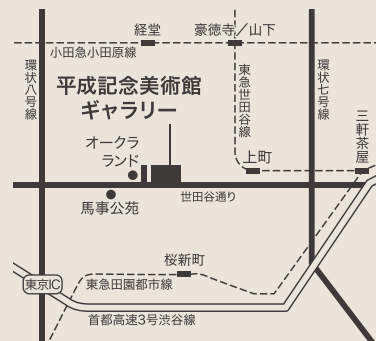 経堂
豪徳寺／山下
小田急小田原線
環状八号線
平成記念美術館
ギャラリー
東急世田谷線
環状七号線
三軒茶屋
オークラ
ランド
上町
世田谷通り
馬事公苑
桜新町
東京IC
東急田園都市線
首都高速3号渋谷線